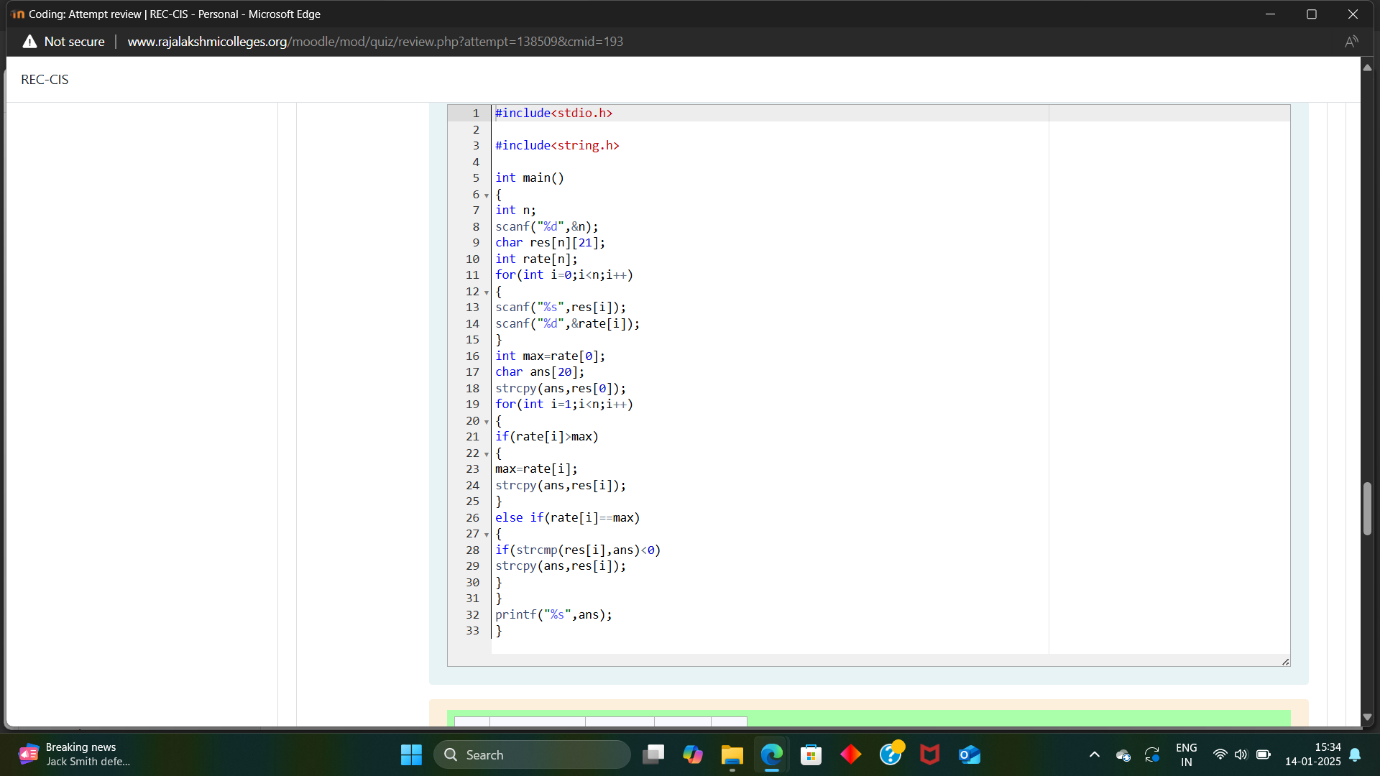 Coding: Attempt review | REC-CIS - Personal - Microsoft Edge
Not secure | www.rajalakshmicolleges.org/moodle/mod/quiz/review.php?attempt=138509&cmid=193
REC-CIS
1 #include<stdio.h>
2
3 #include<string.h>
4
5 int main()
6 {
7 int n;
8 scanf("%d",&n);
9 char res[n][21];
10 int rate[n];
11 for(int i=0;i<n;i++)
12 {
13 scanf("%s",res[i]);
14 scanf("%d",&rate[i]);
15 }
16 int max=rate[0];
17 char ans[20];
18 strcpy(ans,res[0]);
19 for(int i=1;i<n;i++)
20 {
21 if(rate[i]>max)
22 {
23 max=rate[i];
24 strcpy(ans,res[i]);
25 }
26 else if(rate[i]==max)
27 {
28 if(strcmp(res[i],ans)<0)
29 strcpy(ans,res[i]);
30 }
31 }
32 printf("%s",ans);
33 }
Breaking news
Jack Smith defe...
Search
ENG
IN
15:34
14-01-2025